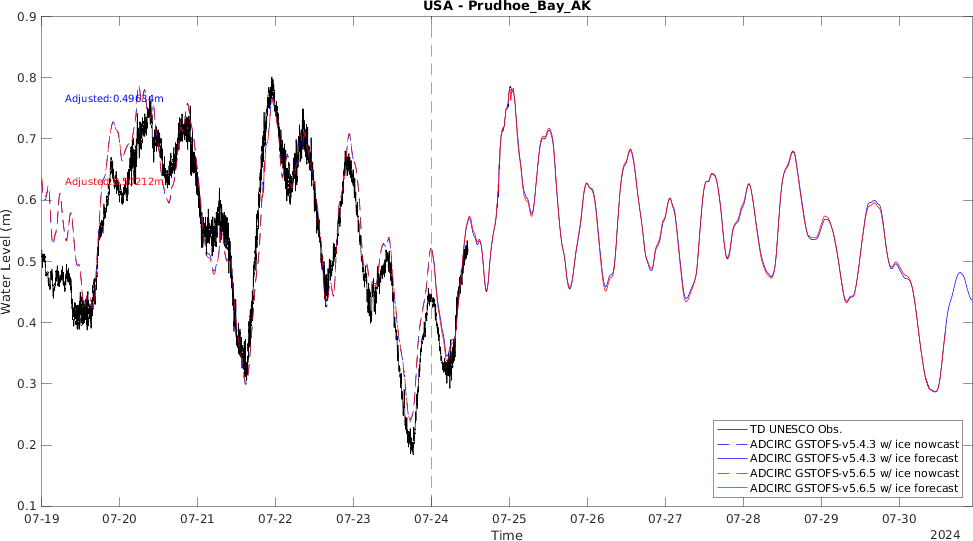 USA - Prudhoe_Bay_AK
Water Level (m)
0.9
0.8
0.7
0.6
0.5
0.4
0.3
0.2
0.1
Adjusted:0.49634m
TD UNESCO Obs.
ADCIRC GSTOFS-v5.4.3 w/ ice nowcast
ADCIRC GSTOFS-v5.4.3 w/ ice forecast
ADCIRC GSTOFS-v5.6.5 w/ ice nowcast
ADCIRC GSTOFS-v5.6.5 w/ ice forecast
07-19 07-20 07-21 07-22 07-23 07-24 07-25 07-26 07-27 07-28 07-29 07-30
Time
2024